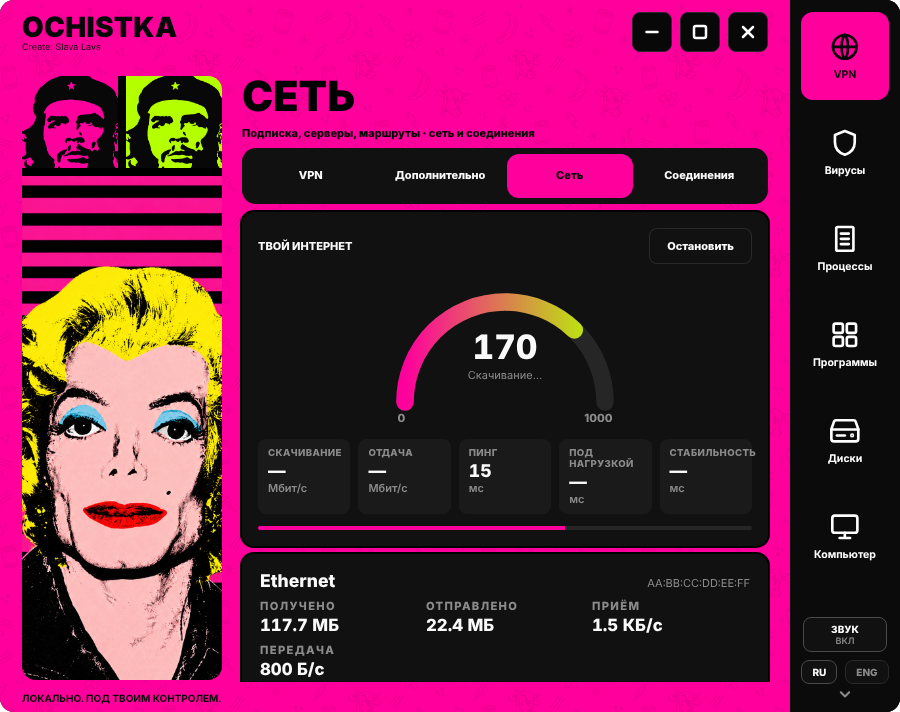 OCHISTKA
Create: Slava Lavs
СЕТЬ
Подписка, серверы, маршруты · сеть и соединения
VPN
Дополнительно
Сеть
Соединения
ТВОЙ ИНТЕРНЕТ
Остановить
170
Скачивание...
0
1000
СКАЧИВАНИЕ
—
Мбит/с
ОТДАЧА
—
Мбит/с
ПИНГ
15
мс
ПОД
НАГРУЗКОЙ
—
мс
СТАБИЛЬНОСТЬ
—
мс
Ethernet
AA:BB:CC:DD:EE:FF
ПОЛУЧЕНО
117.7 МБ
ОТПРАВЛЕНО
22.4 МБ
ПРИЁМ
1.5 КБ/с
ПЕРЕДАЧА
800 Б/с
ЛОКАЛЬНО. ПОД ТВОИМ КОНТРОЛЕМ.
VPN
Вирусы
Процессы
Программы
Диски
Компьютер
ЗВУК
ВКЛ
RU
ENG